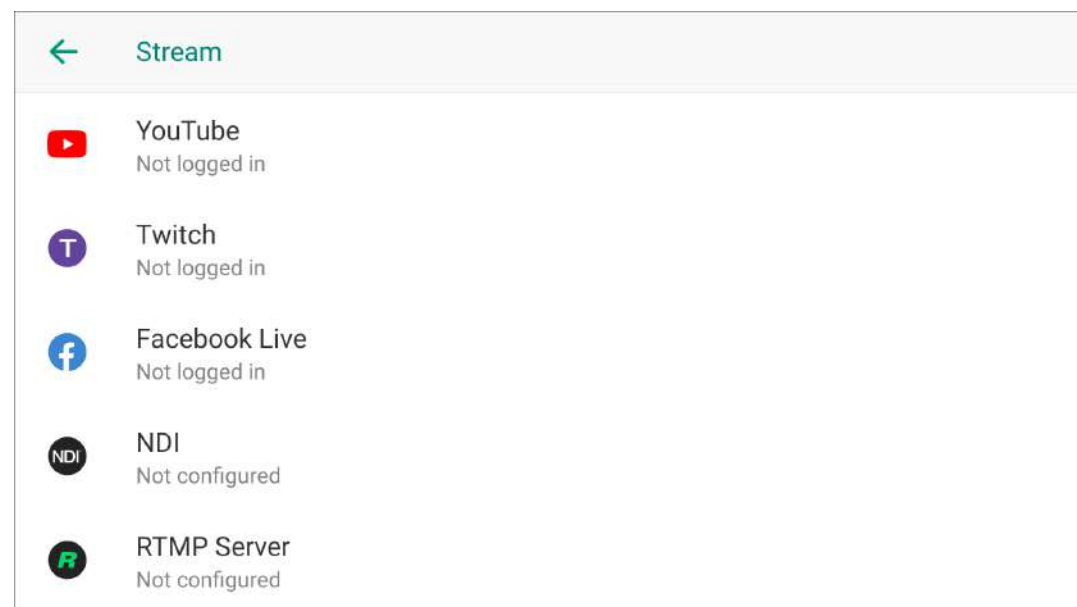 Stream
YouTube
Not logged in
T
Twitch
Not logged in
Facebook Live
Not logged in
NDI
NDI
Not configured
R
RTMP Server
Not configured